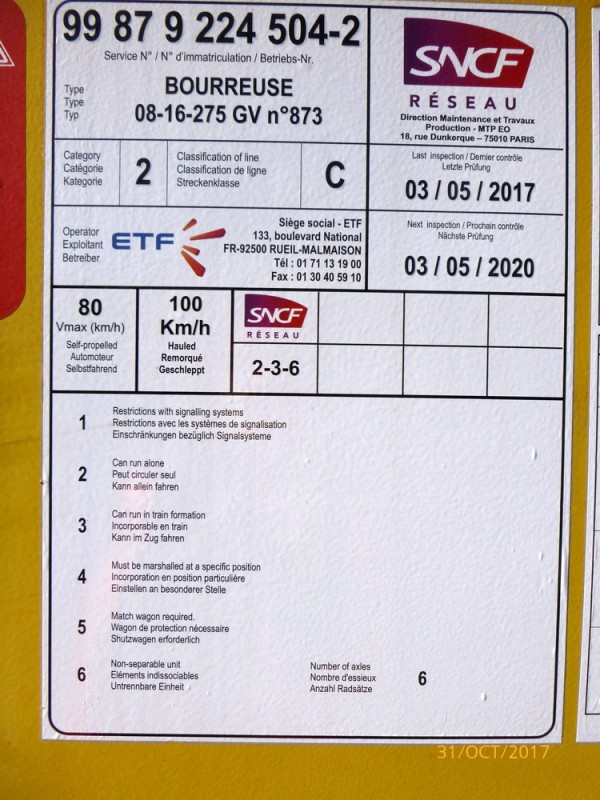 99 87 9 224 504-2
Service N° / N° d'immatriculation / Betriebs-Nr.
Type
Type
Typ
BOURREUSE
08-16-275 GV n°873
SNCF
RÉSEAU
Direction Maintenance et Travaux
Production - MTP EO
18, rue Dunkerque – 75010 PARIS
Category
Catégorie
Kategorie
2
Classification of line
Classification de ligne
Streckenklasse
C
Last inspection / Dernier contrôle
Letzte Prüfung
03 / 05 / 2017
Operator
Exploitant
Betreiber
ETF
Siège social - ETF
133, boulevard National
FR-92500 RUEIL-MALMAISON
Tél : 01 71 13 19 00
Fax : 01 30 40 59 10
Next inspection / Prochain contrôle
Nächste Prüfung
03 / 05 / 2020
80
Vmax (km/h)
Self-propelled
Automoteur
Selbstfahrend
100
Km/h
Hauled
Remorqué
Geschleppt
SNCF
RÉSEAU
2-3-6
1
Restrictions with signalling systems
Restrictions avec les systèmes de signalisation
Einschränkungen bezüglich Signalsysteme
2
Can run alone
Peut circuler seul
Kann allein fahren
3
Can run in train formation
Incorporable en train
Kann im Zug fahren
4
Must be marshalled at a specific position
Incorporation en position particulière
Einstellen an besonderer Stelle
5
Match wagon required.
Wagon de protection nécessaire
Shutzwagen erforderlich
6
Non-separable unit
Eléments indissociables
Untrennbare Einheit
Number of axles
Nombre d'essieux
Anzahl Radsätze
6
31/OCT/2017